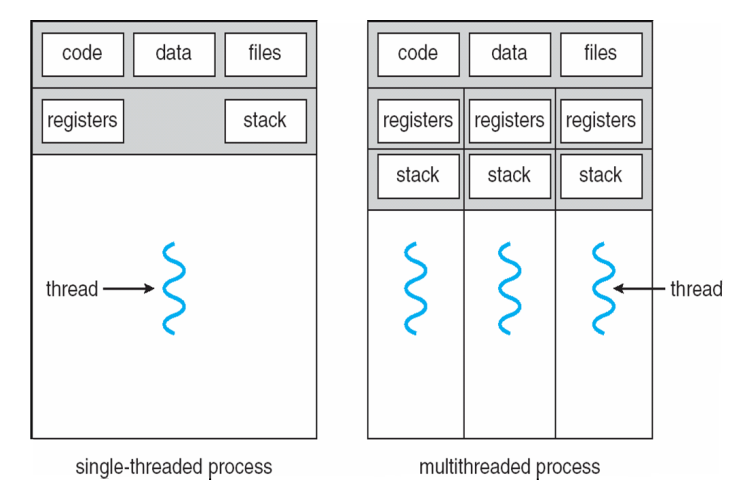 code data files code data files
registers stack registers registers registers
stack stack stack
thread thread
single-threaded process multithreaded process